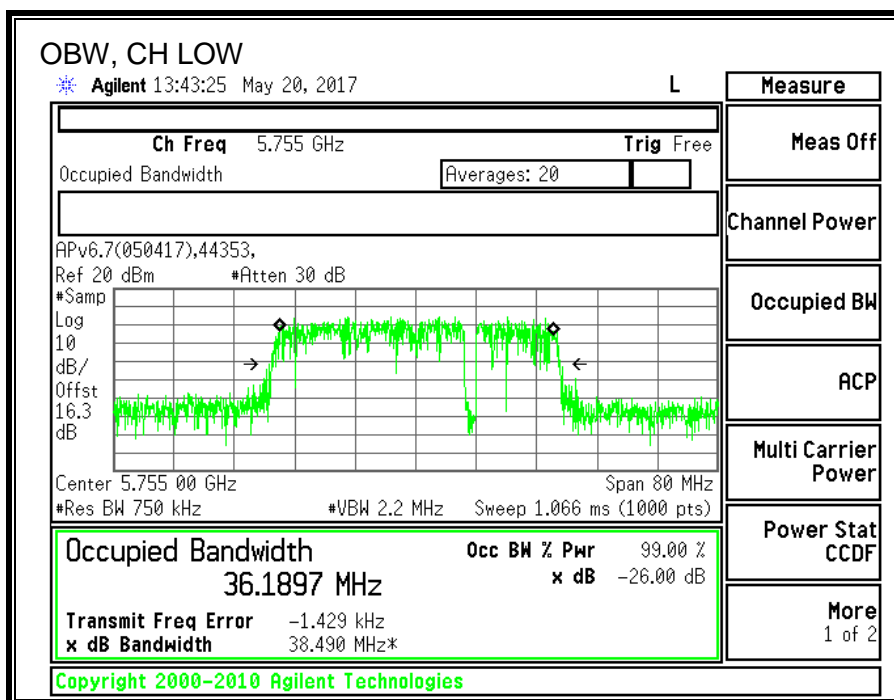 OBW, CH LOW
Agilent 13:43:25 May 20, 2017 L
Ch Freq 5.755 GHz Trig Free
Occupied Bandwidth Averages: 20
APv6.7(050417),44353,
Ref 20 dBm #Atten 30 dB
#Samp
Log
10
dB/
Offst
16.3
dB
Center 5.755 00 GHz Span 80 MHz
#Res BW 750 kHz #VBW 2.2 MHz Sweep 1.066 ms (1000 pts)
Occupied Bandwidth Occ BW % Pwr 99.00 %
36.1897 MHz x dB -26.00 dB
Transmit Freq Error -1.429 kHz
x dB Bandwidth 38.490 MHz*
Copyright 2000-2010 Agilent Technologies
Measure
Meas Off
Channel Power
Occupied BW
ACP
Multi Carrier
Power
Power Stat
CCDF
More
1 of 2